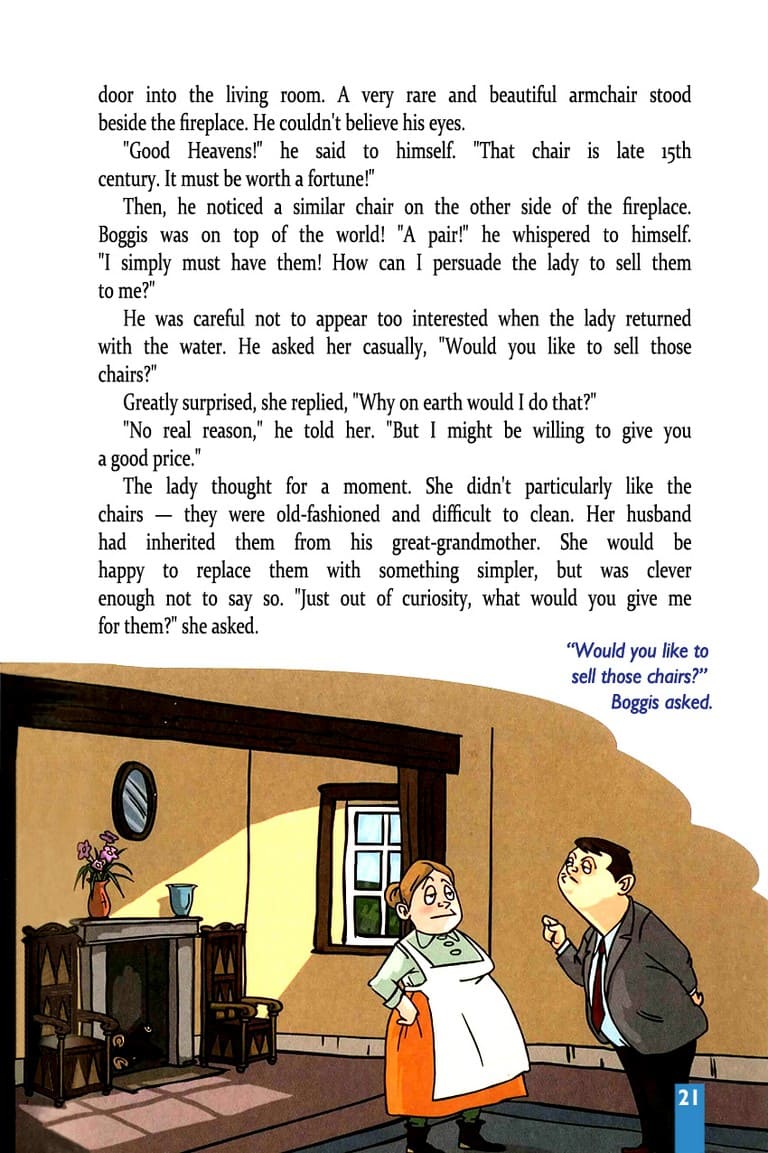 door into the living room. A very rare and beautiful armchair stood
beside the fireplace. He couldn't believe his eyes.
"Good Heavens!" he said to himself. "That chair is late 15th
century. It must be worth a fortune!"
Then, he noticed a similar chair on the other side of the fireplace.
Boggis was on top of the world! "A pair!" he whispered to himself.
"I simply must have them! How can I persuade the lady to sell them
to me?"
He was careful not to appear too interested when the lady returned
with the water. He asked her casually, "Would you like to sell those
chairs?"
Greatly surprised, she replied, "Why on earth would I do that?"
"No real reason," he told her. "But I might be willing to give you
a good price."
The lady thought for a moment. She didn't particularly like the
chairs — they were old-fashioned and difficult to clean. Her husband
had inherited them from his great-grandmother. She would be
happy to replace them with something simpler, but was clever
enough not to say so. "Just out of curiosity, what would you give me
for them?" she asked.
“Would you like to
sell those chairs?”
Boggis asked.
21